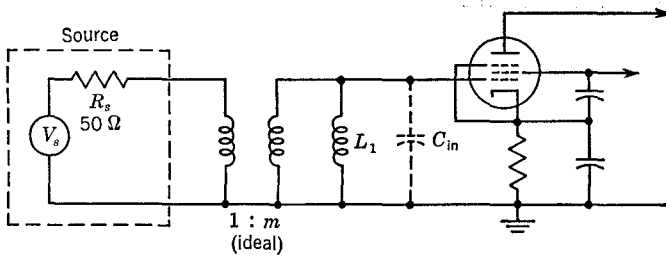 Source
R_s
50 Ω
V_s
L_1
C_in
1 : m
(ideal)